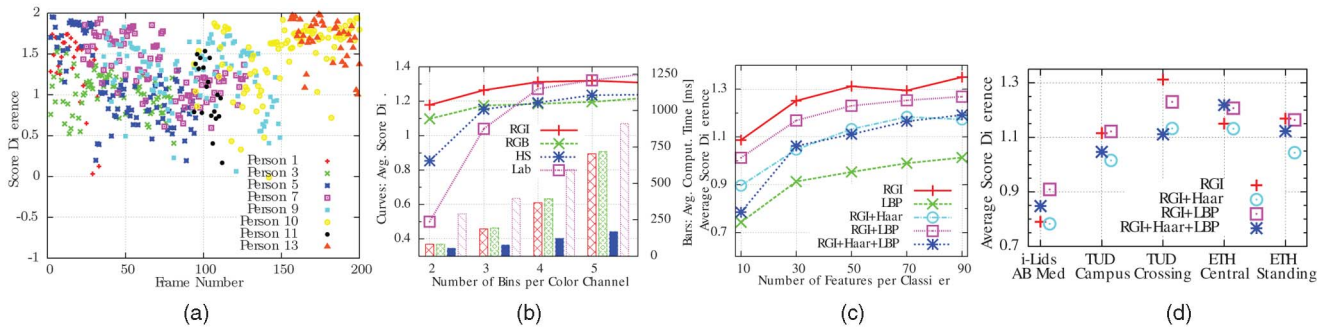 2
1.5
1
0.5
0
-0.5
-1
Score Di erence
0 50 100 150 200
Frame Number
Person 1
Person 3
Person 5
Person 7
Person 9
Person 10
Person 11
Person 13
(a)
1.4
1.2
1
0.8
0.6
0.4
Curves: Avg. Score Di .
1250
1000
750
500
250
0
Bars: Avg. Comput. Time [ms]
2 3 4 5
Number of Bins per Color Channel
RGI
RGB
HS
Lab
(b)
1.3
1.1
0.9
0.7
Average Score Di erence
10 30 50 70 90
Number of Features per Classi er
RGI
LBP
RGI+Haar
RGI+LBP
RGI+Haar+LBP
(c)
1.3
1.1
0.9
0.7
Average Score Di erence
i-Lids
AB Med
TUD
Campus
TUD
Crossing
ETH
Central
ETH
Standing
RGI
RGI+Haar
RGI+LBP
RGI+Haar+LBP
(d)